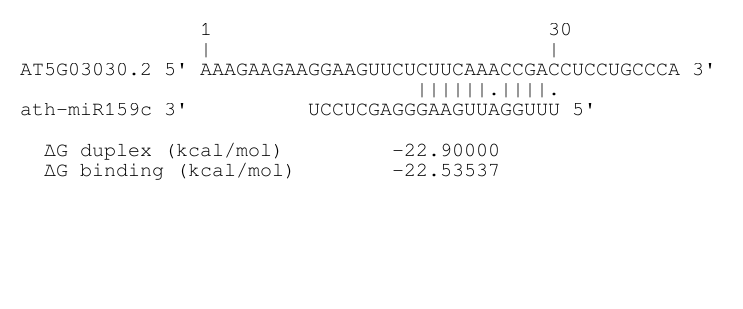 1 30
| |
AT5G03030.2 5' AAAGAAGAAGGAAGUUCUCUUCAAACCGACCUCCUGCCCA 3'
||||||.||||.
ath-miR159c 3' UCCUCGAGGGAAGUUAGGUUU 5'
ΔG duplex (kcal/mol) -22.90000
ΔG binding (kcal/mol) -22.53537